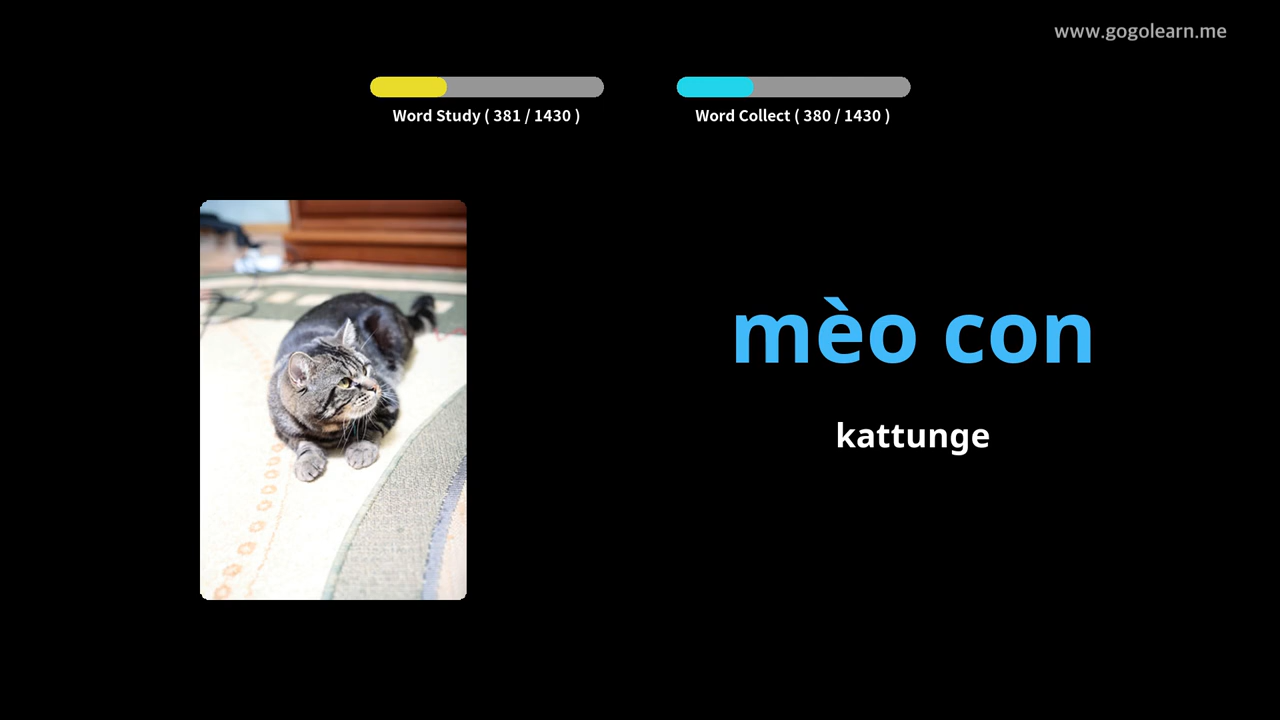 www.gogolearn.me
Word Study ( 381 / 1430 )
Word Collect ( 380 / 1430 )
mèo con
kattunge